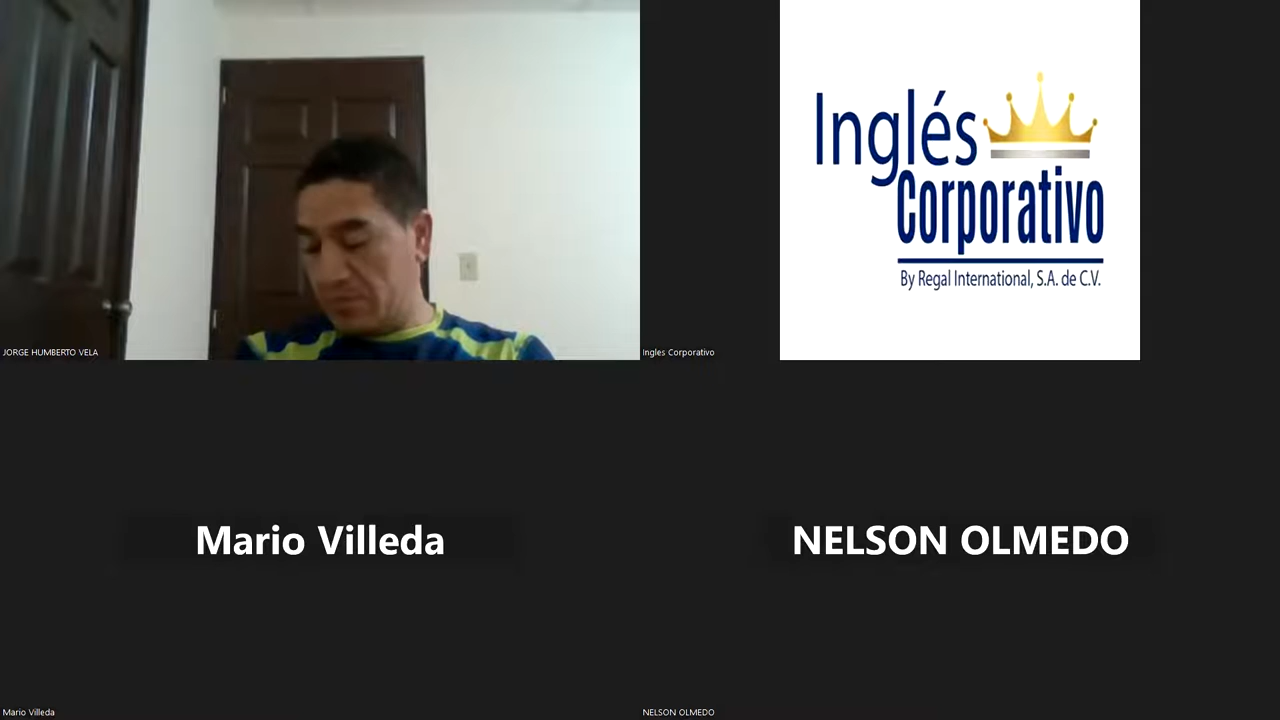 JORGE HUMBERTO VELA
Inglés
Corporativo
By Regal International, S.A. de C.V.
Ingles Corporativo
Mario Villeda
NELSON OLMEDO
Mario Villeda
NELSON OLMEDO